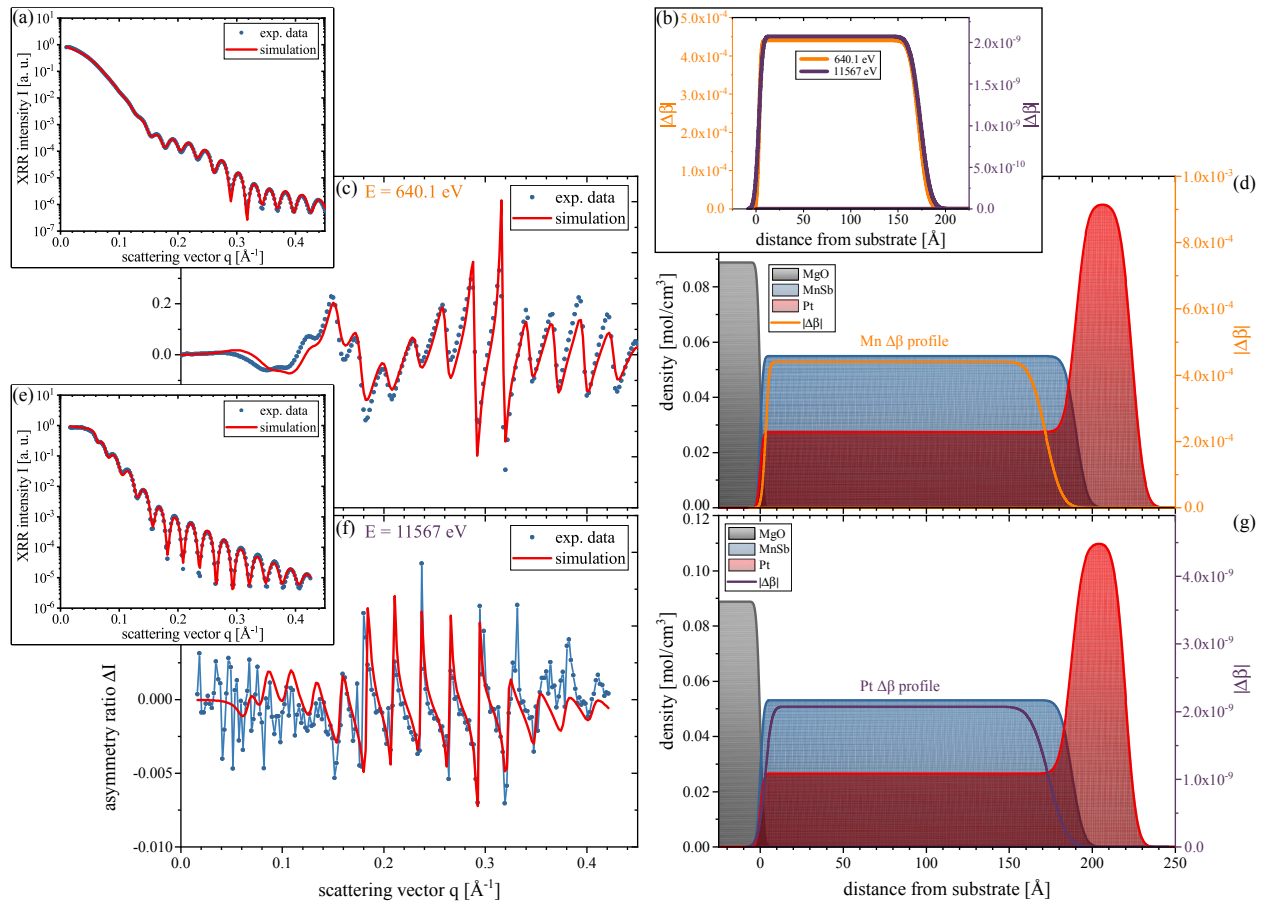 (a)
exp. data
simulation
XRR intensity I [a. u.]
10¹
10⁰
10⁻¹
10⁻²
10⁻³
10⁻⁴
10⁻⁵
10⁻⁶
10⁻⁷
0.0 0.1 0.2 0.3 0.4
scattering vector q [Å⁻¹]
(b)
640.1 eV
11567 eV
|Δβ|
5.0x10⁻⁴
4.0x10⁻⁴
3.0x10⁻⁴
2.0x10⁻⁴
1.0x10⁻⁴
0.0
|Δβ|
2.0x10⁻⁹
1.5x10⁻⁹
1.0x10⁻⁹
5.0x10⁻¹⁰
0.0
0 50 100 150 200
distance from substrate [Å]
(c) E = 640.1 eV
exp. data
simulation
0.2
0.0
(d)
MgO
MnSb
Pt
|Δβ|
Mn Δβ profile
density [mol/cm³]
0.08
0.06
0.04
0.02
0.00
|Δβ|
1.0x10⁻³
8.0x10⁻⁴
6.0x10⁻⁴
4.0x10⁻⁴
2.0x10⁻⁴
0.0
(e)
exp. data
simulation
XRR intensity I [a. u.]
10¹
10⁰
10⁻¹
10⁻²
10⁻³
10⁻⁴
10⁻⁵
10⁻⁶
0.0 0.1 0.2 0.3 0.4
scattering vector q [Å⁻¹]
(f) E = 11567 eV
exp. data
simulation
asymmetry ratio ΔI
0.000
-0.005
-0.010
0.0 0.1 0.2 0.3 0.4
scattering vector q [Å⁻¹]
(g)
MgO
MnSb
Pt
|Δβ|
Pt Δβ profile
density [mol/cm³]
0.12
0.10
0.08
0.06
0.04
0.02
0.00
|Δβ|
4.0x10⁻⁹
3.0x10⁻⁹
2.0x10⁻⁹
1.0x10⁻⁹
0.0
0 50 100 150 200 250
distance from substrate [Å]